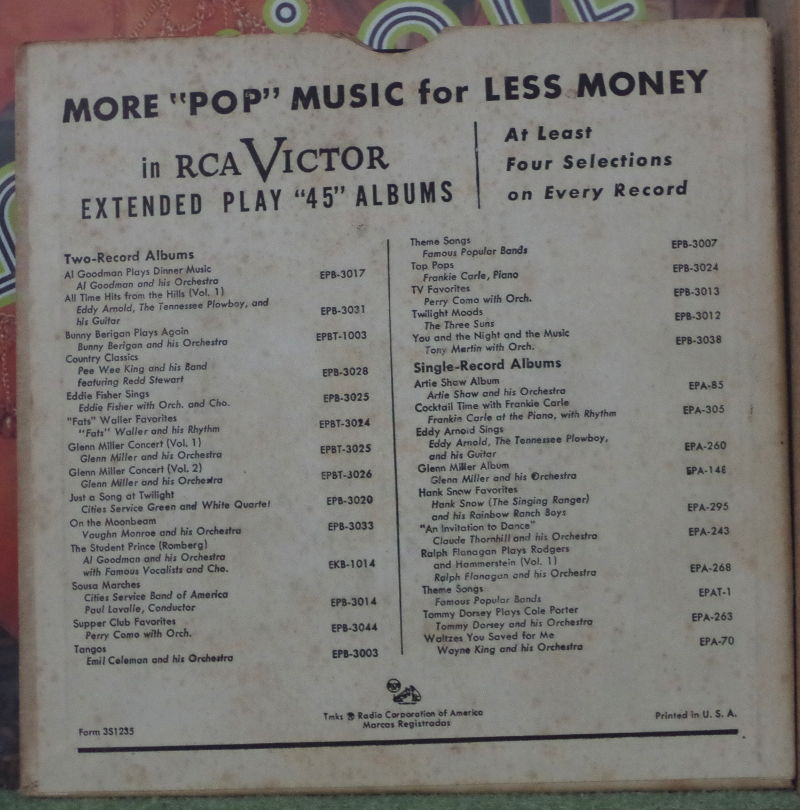 MORE "POP" MUSIC for LESS MONEY
in RCA VICTOR
EXTENDED PLAY "45" ALBUMS
At Least
Four Selections
on Every Record
Two-Record Albums
Al Goodman Plays Dinner Music
Al Goodman and his Orchestra EPB-3017
All Time Hits from the Hills (Vol. 1)
Eddy Arnold, The Tennessee Plowboy, and
his Guitar EPB-3031
Bunny Berigan Plays Again
Bunny Berigan and his Orchestra EPBT-1003
Country Classics
Pee Wee King and his Band
featuring Redd Stewart EPB-3028
Eddie Fisher Sings
Eddie Fisher with Orch. and Cho. EPB-3025
"Fats" Waller Favorites
"Fats" Waller and his Rhythm EPBT-3024
Glenn Miller Concert (Vol. 1)
Glenn Miller and his Orchestra EPBT-3025
Glenn Miller Concert (Vol. 2)
Glenn Miller and his Orchestra EPBT-3026
Just a Song at Twilight
Cities Service Green and White Quartet EPB-3020
On the Moonbeam
Vaughn Monroe and his Orchestra EPB-3033
The Student Prince (Romberg)
Al Goodman and his Orchestra
with Famous Vocalists and Cho. EKB-1014
Sousa Marches
Cities Service Band of America
Paul Lavalle, Conductor EPB-3014
Supper Club Favorites
Perry Como with Orch. EPB-3044
Tangos
Emil Coleman and his Orchestra EPB-3003
Theme Songs
Famous Popular Bands EPB-3007
Top Pops
Frankie Carle, Piano EPB-3024
TV Favorites
Perry Como with Orch. EPB-3013
Twilight Moods
The Three Suns EPB-3012
You and the Night and the Music
Tony Martin with Orch. EPB-3038
Single-Record Albums
Artie Shaw Album
Artie Shaw and his Orchestra EPA-85
Cocktail Time with Frankie Carle
Frankie Carle at the Piano, with Rhythm EPA-305
Eddy Arnold Sings
Eddy Arnold, The Tennessee Plowboy,
and his Guitar EPA-260
Glenn Miller Album
Glenn Miller and his Orchestra EPA-148
Hank Snow Favorites
Hank Snow (The Singing Ranger)
and his Rainbow Ranch Boys EPA-295
"An Invitation to Dance"
Claude Thornhill and his Orchestra EPA-243
Ralph Flanagan Plays Rodgers
and Hammerstein (Vol. 1)
Ralph Flanagan and his Orchestra EPA-268
Theme Songs
Famous Popular Bands EPAT-1
Tommy Dorsey Plays Cole Porter
Tommy Dorsey and his Orchestra EPA-263
Waltzes You Saved for Me
Wayne King and his Orchestra EPA-70
Tmks ® Radio Corporation of America
Marcas Registradas
Form 3S1235
Printed in U. S. A.